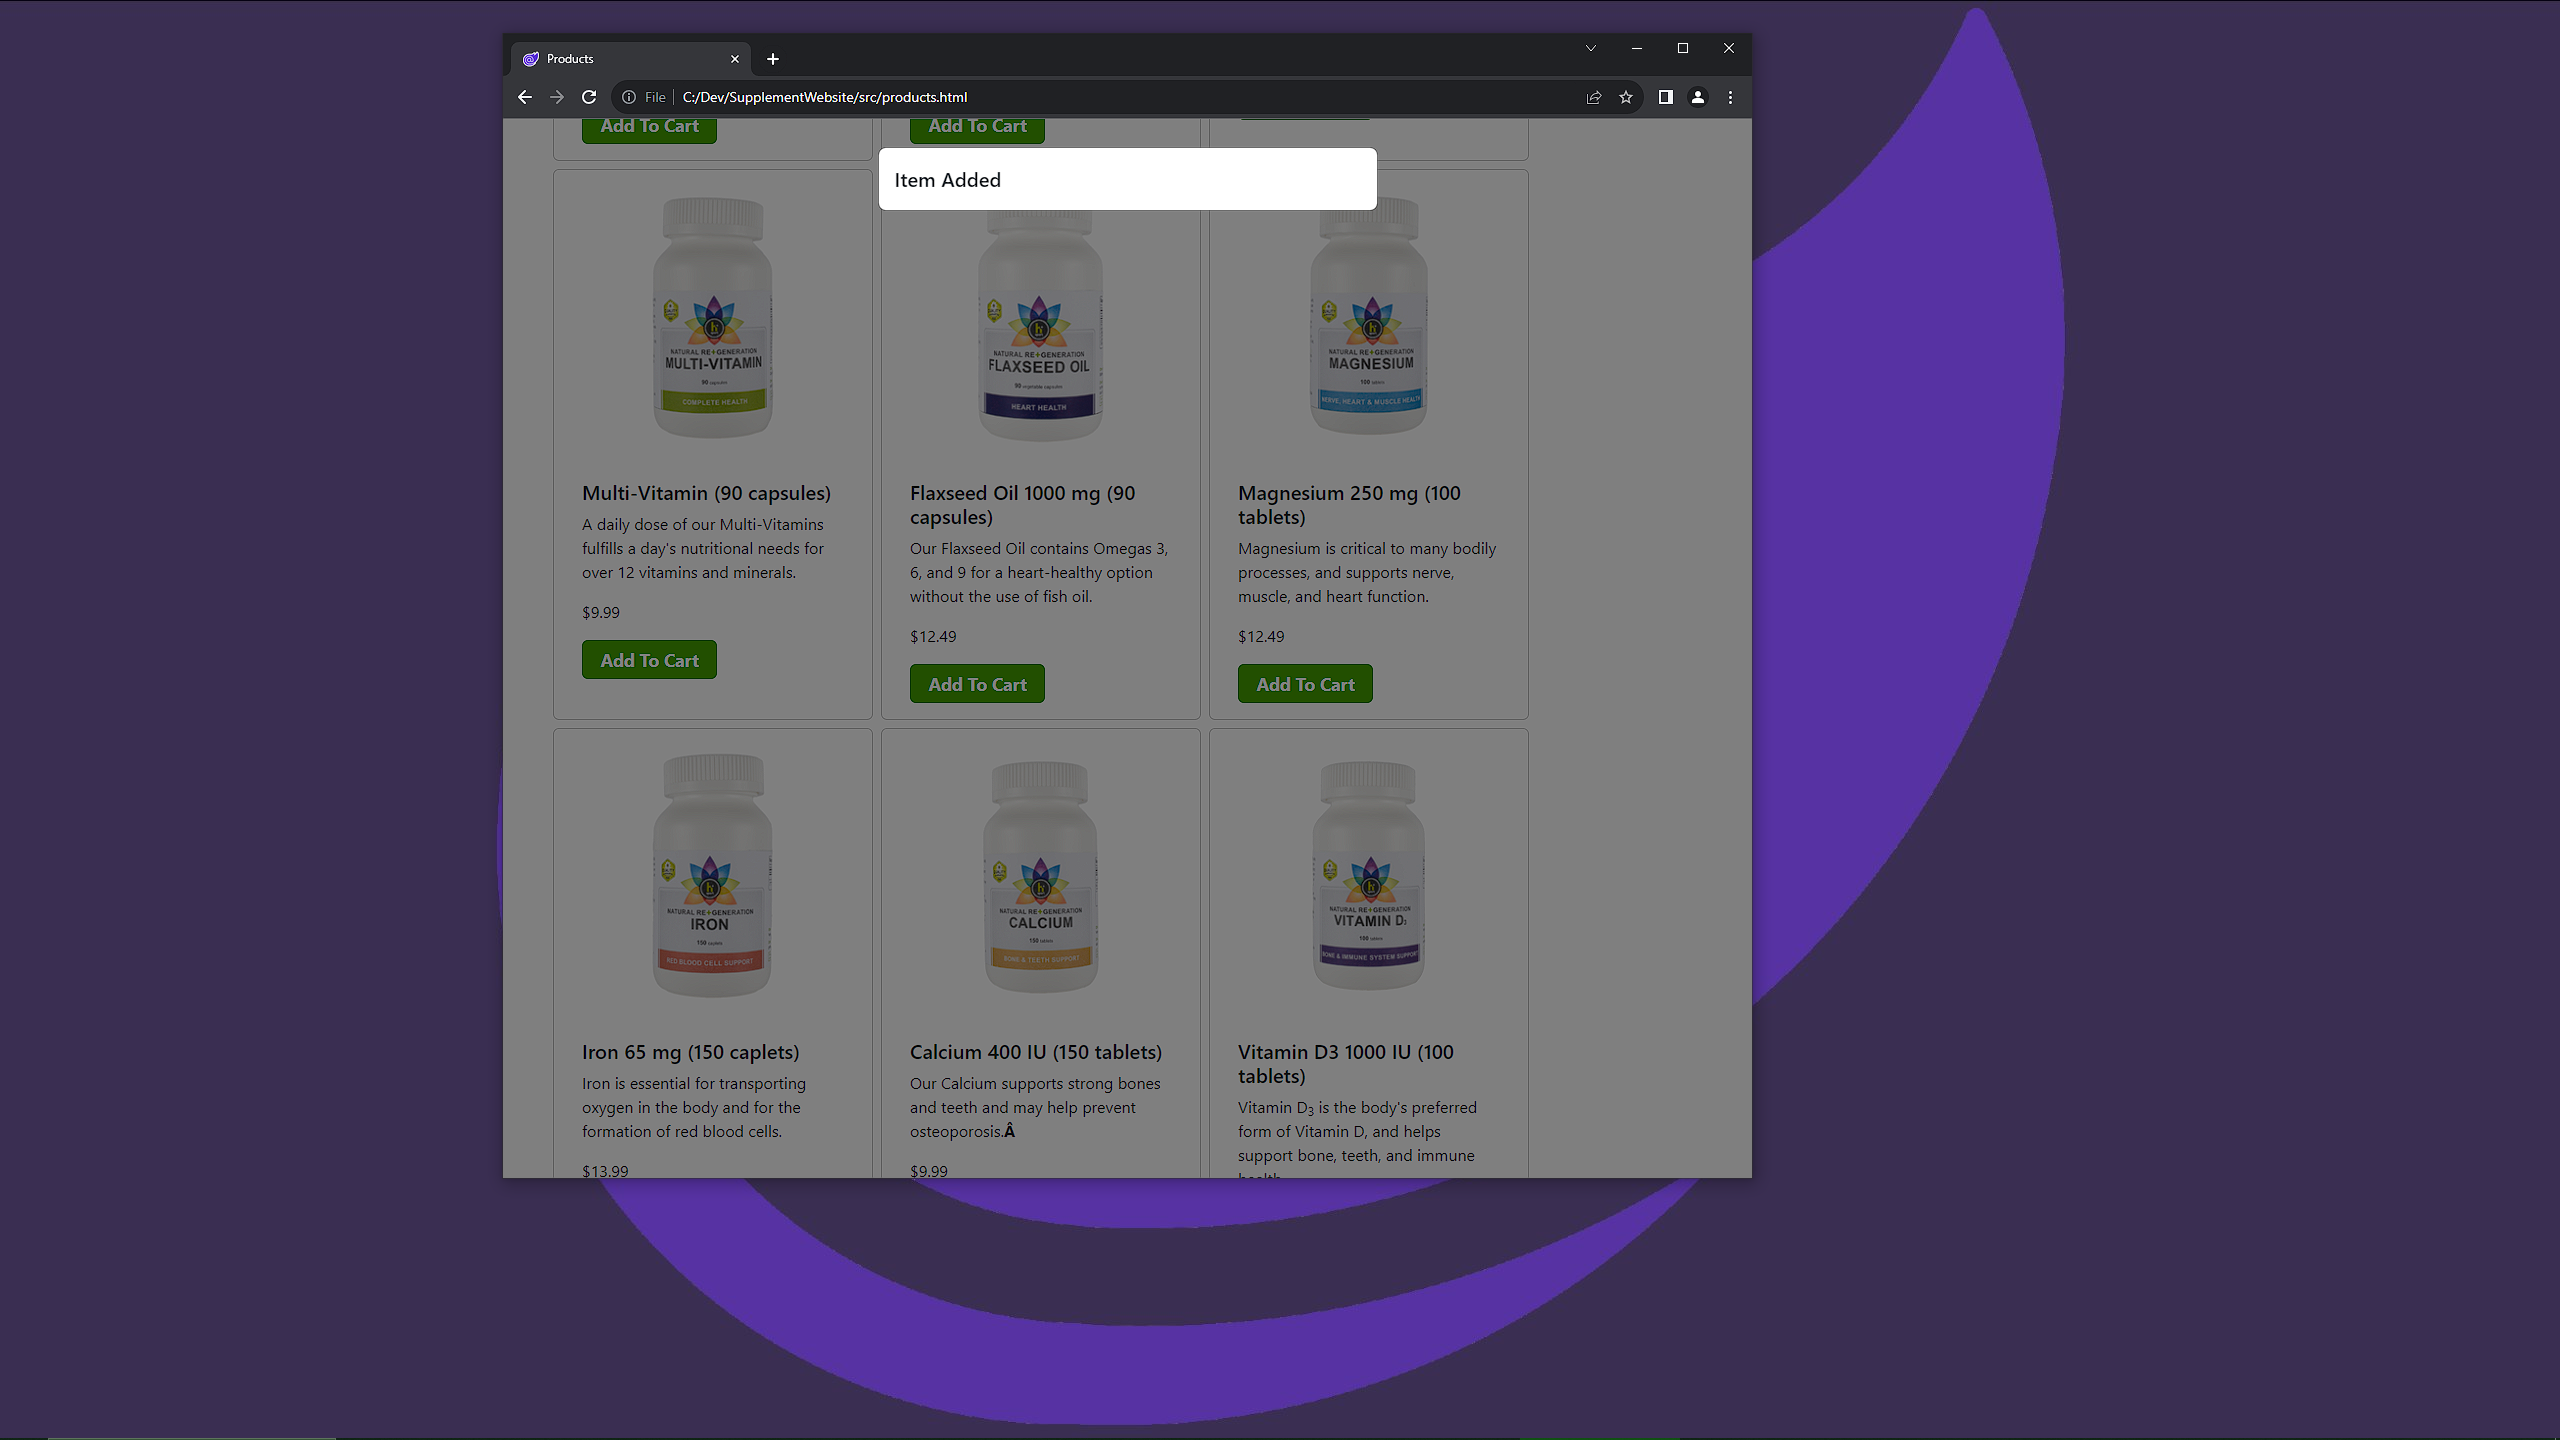 Products
File C:/Dev/SupplementWebsite/src/products.html
Add To Cart
Add To Cart
Item Added
NATURAL RE+GENERATION
MULTI-VITAMIN
90 capsules
COMPLETE HEALTH
NATURAL RE+GENERATION
FLAXSEED OIL
90 vegetable capsules
HEART HEALTH
NATURAL RE+GENERATION
MAGNESIUM
100 tablets
NERVE, HEART & MUSCLE HEALTH
Multi-Vitamin (90 capsules)
A daily dose of our Multi-Vitamins
fulfills a day's nutritional needs for
over 12 vitamins and minerals.
$9.99
Add To Cart
Flaxseed Oil 1000 mg (90
capsules)
Our Flaxseed Oil contains Omegas 3,
6, and 9 for a heart-healthy option
without the use of fish oil.
$12.49
Add To Cart
Magnesium 250 mg (100
tablets)
Magnesium is critical to many bodily
processes, and supports nerve,
muscle, and heart function.
$12.49
Add To Cart
NATURAL RE+GENERATION
IRON
150 caplets
RED BLOOD CELL SUPPORT
NATURAL RE+GENERATION
CALCIUM
150 tablets
BONE & TEETH SUPPORT
NATURAL RE+GENERATION
VITAMIN D3
100 tablets
BONE & IMMUNE SYSTEM SUPPORT
Iron 65 mg (150 caplets)
Iron is essential for transporting
oxygen in the body and for the
formation of red blood cells.
$13.99
Calcium 400 IU (150 tablets)
Our Calcium supports strong bones
and teeth and may help prevent
osteoporosis.Â
$9.99
Vitamin D3 1000 IU (100
tablets)
Vitamin D3 is the body's preferred
form of Vitamin D, and helps
support bone, teeth, and immune